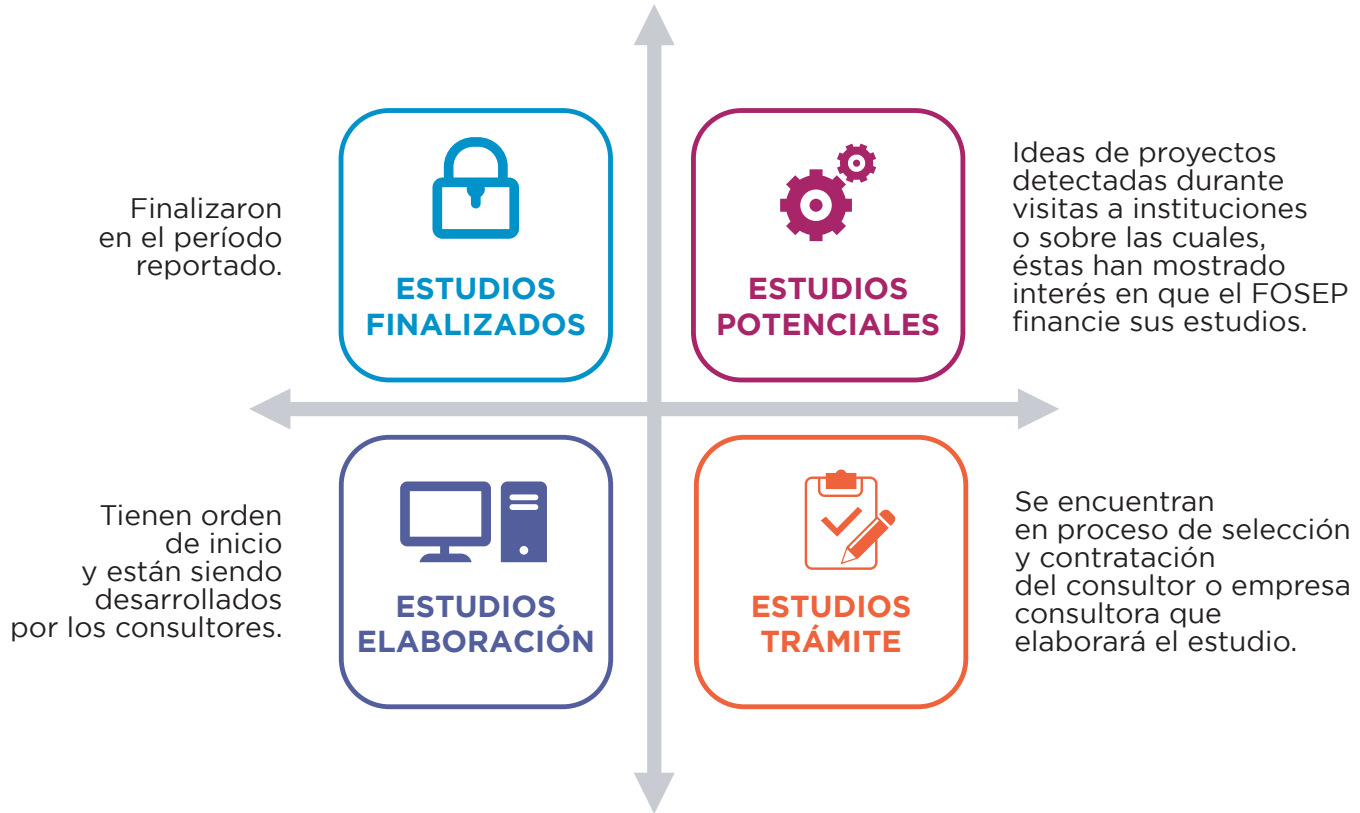 Finalizaron
en el período
reportado.
ESTUDIOS
FINALIZADOS
ESTUDIOS
POTENCIALES
Ideas de proyectos
detectadas durante
visitas a instituciones
o sobre las cuales,
éstas han mostrado
interés en que el FOSEP
financie sus estudios.
Tienen orden
de inicio
y están siendo
desarrollados
por los consultores.
ESTUDIOS
ELABORACIÓN
ESTUDIOS
TRÁMITE
Se encuentran
en proceso de selección
y contratación
del consultor o empresa
consultora que
elaborará el estudio.